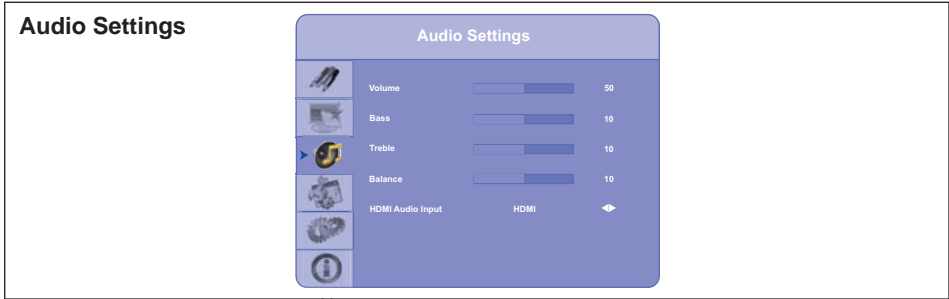 Audio Settings
Audio Settings
Volume 50
Bass 10
Treble 10
Balance 10
HDMI Audio Input HDMI